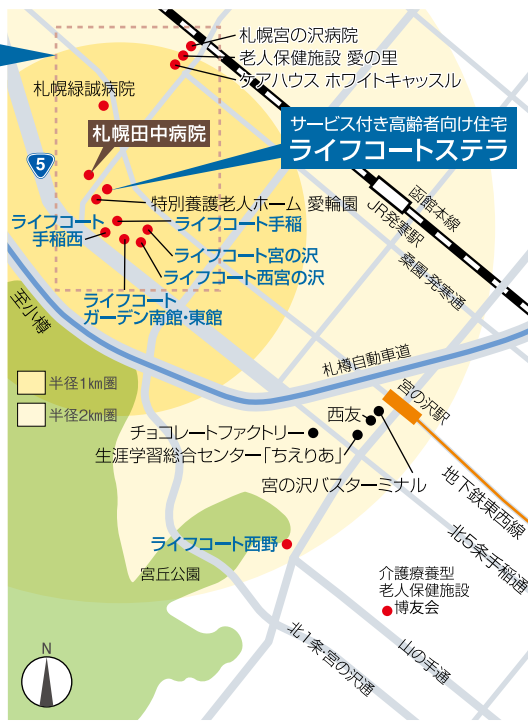 札幌宮の沢病院
老人保健施設 愛の里
ケアハウス ホワイトキャッスル
札幌緑誠病院
サービス付き高齢者向け住宅
ライフコートステラ
札幌田中病院
5
特別養護老人ホーム 愛輪園
ライフコート
手稲西
ライフコート手稲
ライフコート宮の沢
ライフコート西宮の沢
ライフコート
ガーデン南館・東館
函館本線
JR発寒駅
桑園・発寒通
至小樽
札樽自動車道
半径1km圏
半径2km圏
宮の沢駅
西友
チョコレートファクトリー
生涯学習総合センター「ちえりあ」
宮の沢バスターミナル
地下鉄東西線
北5条手稲通
ライフコート西野
宮丘公園
介護療養型
老人保健施設
博友会
北1条・宮の沢通
山の手通
N